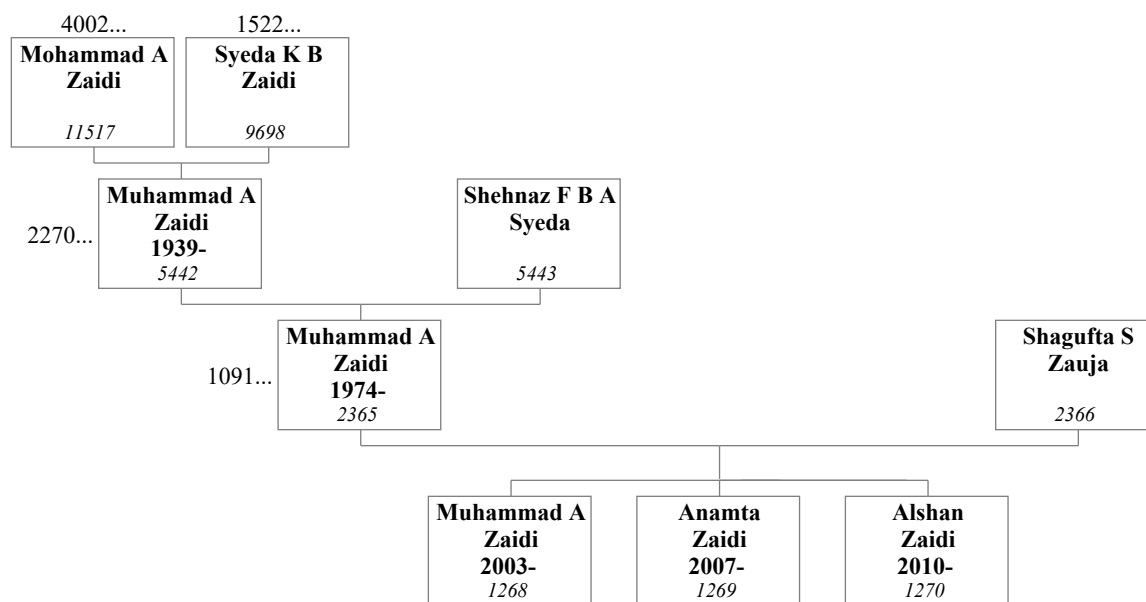 4002...
1522...
Mohammad A
Zaidi
11517
Syeda K B
Zaidi
9698
2270...
Muhammad A
Zaidi
1939-
5442
Shehnaz F B A
Syeda
5443
1091...
Muhammad A
Zaidi
1974-
2365
Shagufta S
Zauja
2366
Muhammad A
Zaidi
2003-
1268
Anamta
Zaidi
2007-
1269
Alshan
Zaidi
2010-
1270